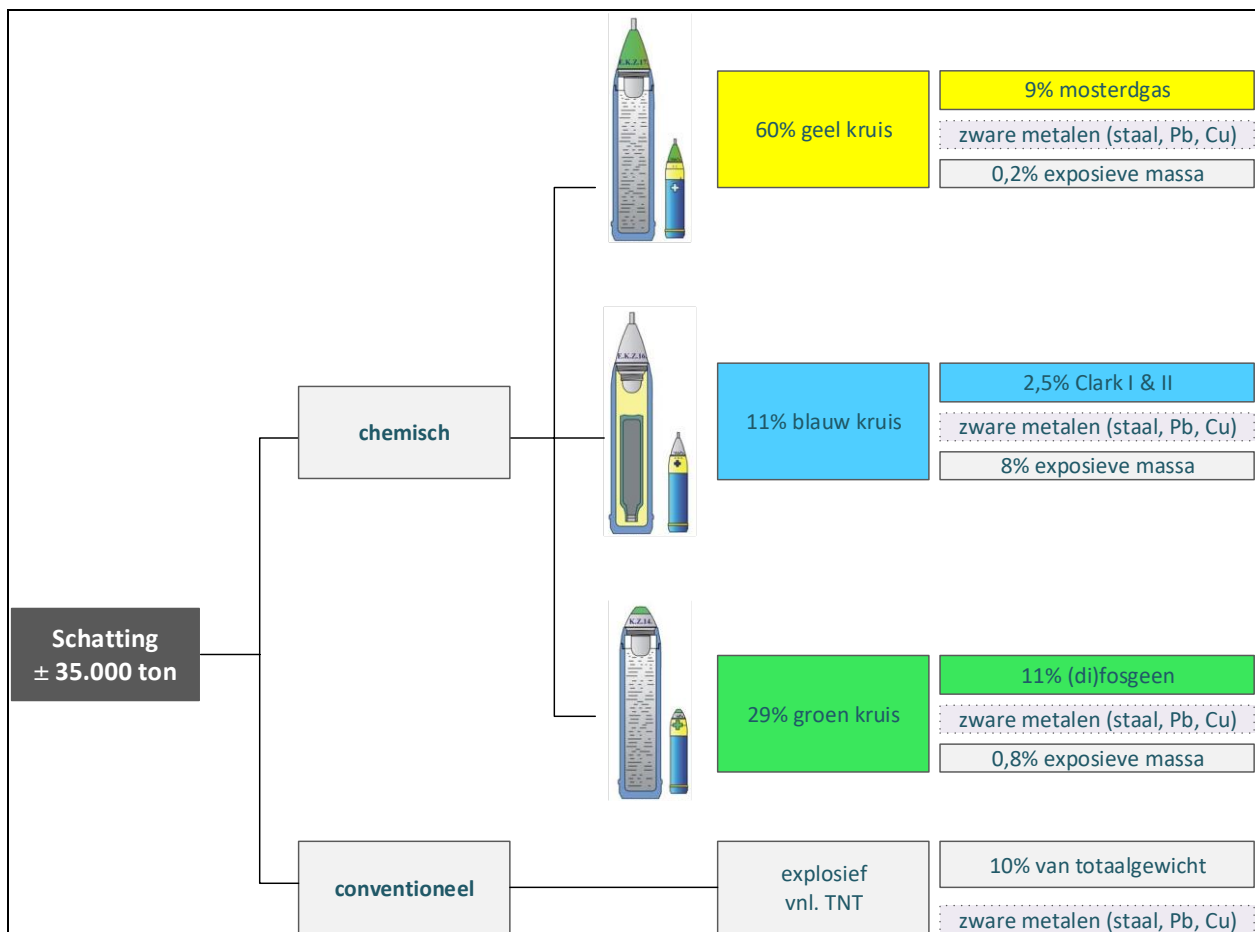 E.K.Z.17.
60% geel kruis
9% mosterdgas
zware metalen (staal, Pb, Cu)
0,2% exposieve massa
E.K.Z.16.
chemisch
11% blauw kruis
2,5% Clark I & II
zware metalen (staal, Pb, Cu)
8% exposieve massa
Schatting
± 35.000 ton
K.Z.14.
29% groen kruis
11% (di)fosgeen
zware metalen (staal, Pb, Cu)
0,8% exposieve massa
conventioneel
explosief
vnl. TNT
10% van totaalgewicht
zware metalen (staal, Pb, Cu)